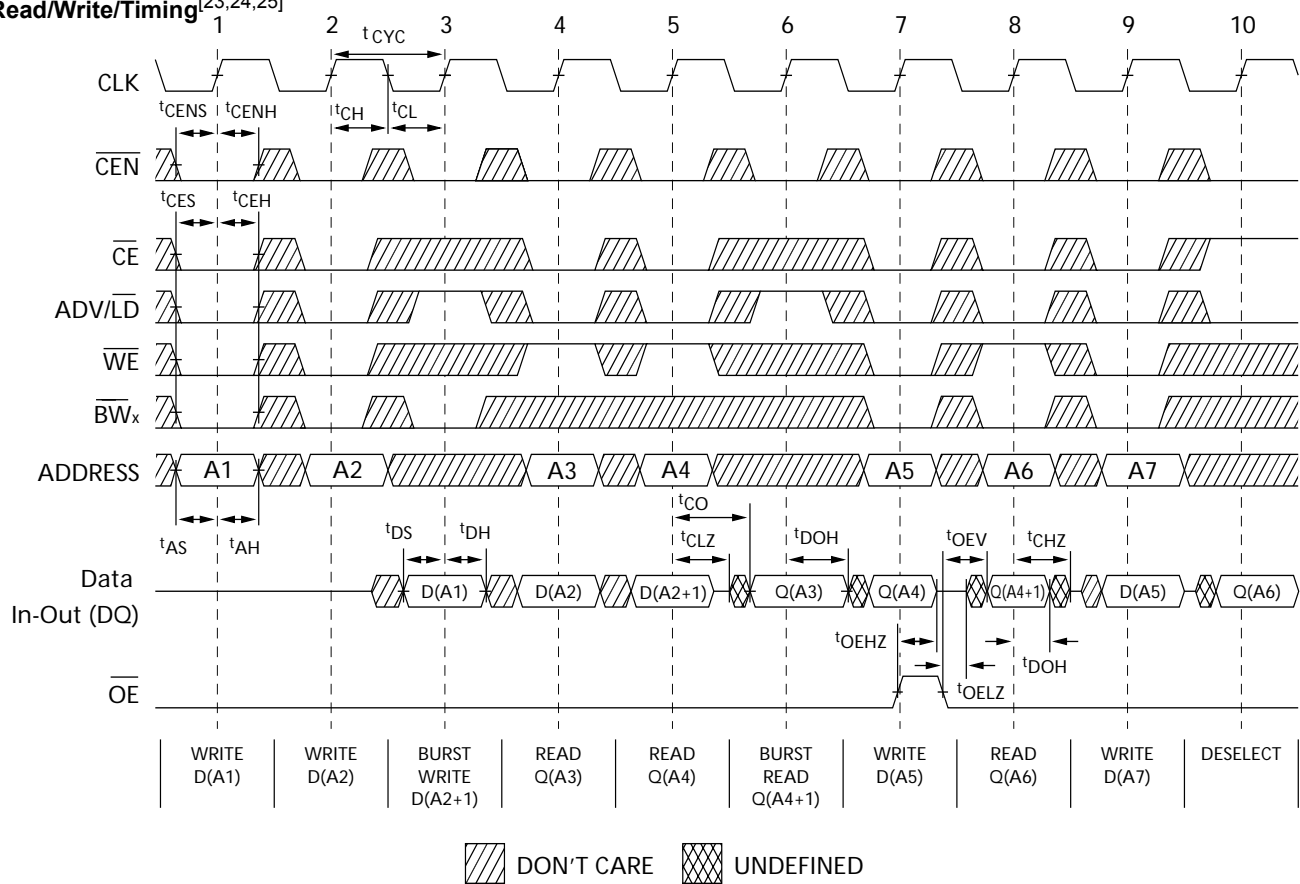 Read/Write/Timing[23,24,25]
1 2 3 4 5 6 7 8 9 10
tCYC
CLK
tCENS tCENH tCH tCL
CEN
tCES tCEH
CE
ADV/LD
WE
BWx
ADDRESS A1 A2 A3 A4 A5 A6 A7
tCO
tAS tAH tDS tDH tCLZ tDOH tOEV tCHZ
Data
In-Out (DQ) D(A1) D(A2) D(A2+1) Q(A3) Q(A4) Q(A4+1) D(A5) Q(A6)
tOEHZ tDOH
tOELZ
OE
WRITE WRITE BURST READ READ BURST WRITE READ WRITE DESELECT
D(A1) D(A2) WRITE Q(A3) Q(A4) READ D(A5) Q(A6) D(A7)
D(A2+1) Q(A4+1)
DON'T CARE UNDEFINED